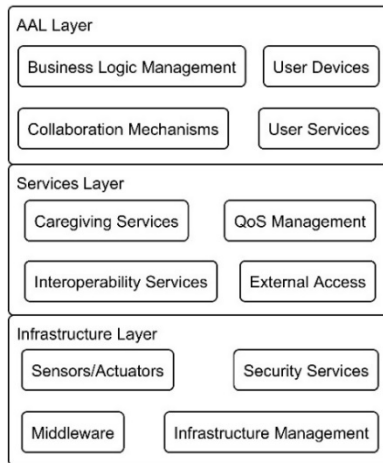 AAL Layer
Business Logic Management
User Devices
Collaboration Mechanisms
User Services
Services Layer
Caregiving Services
QoS Management
Interoperability Services
External Access
Infrastructure Layer
Sensors/Actuators
Security Services
Middleware
Infrastructure Management